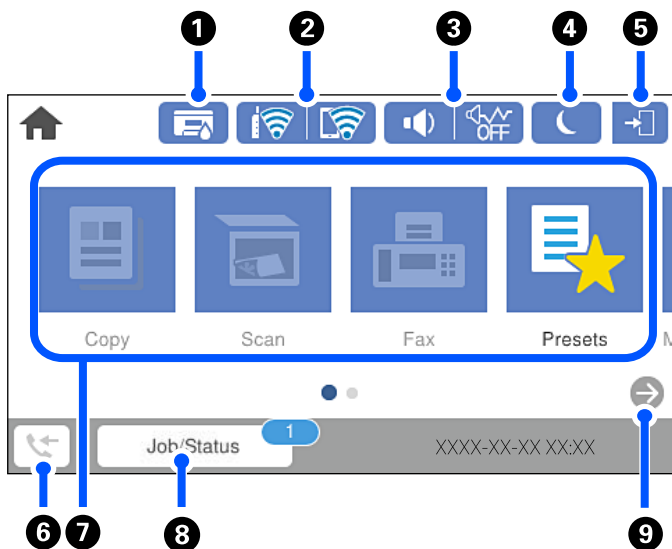 1 2 3 4 5
OFF
Copy Scan Fax Presets
Job/Status 1 XXXX-XX-XX XX:XX
6 7 8 9